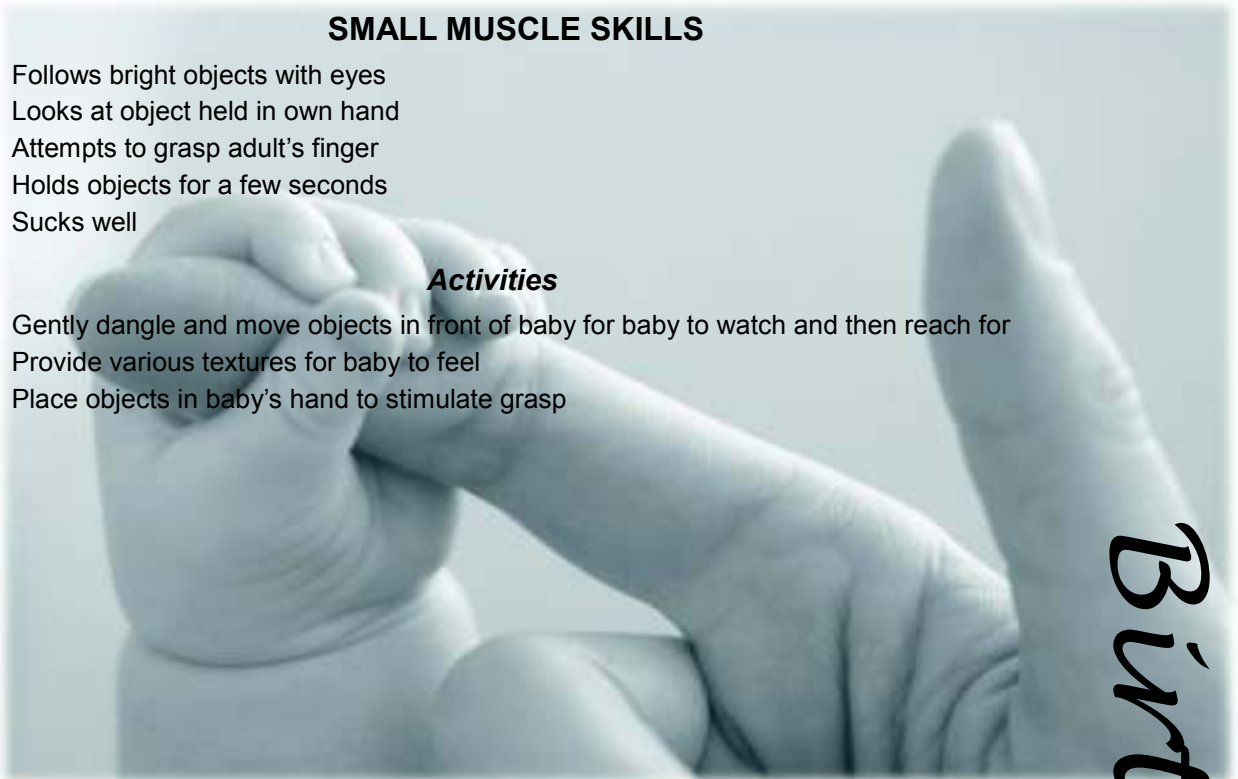 SMALL MUSCLE SKILLS
Follows bright objects with eyes
Looks at object held in own hand
Attempts to grasp adult’s finger
Holds objects for a few seconds
Sucks well
Activities
Gently dangle and move objects in front of baby for baby to watch and then reach for
Provide various textures for baby to feel
Place objects in baby’s hand to stimulate grasp